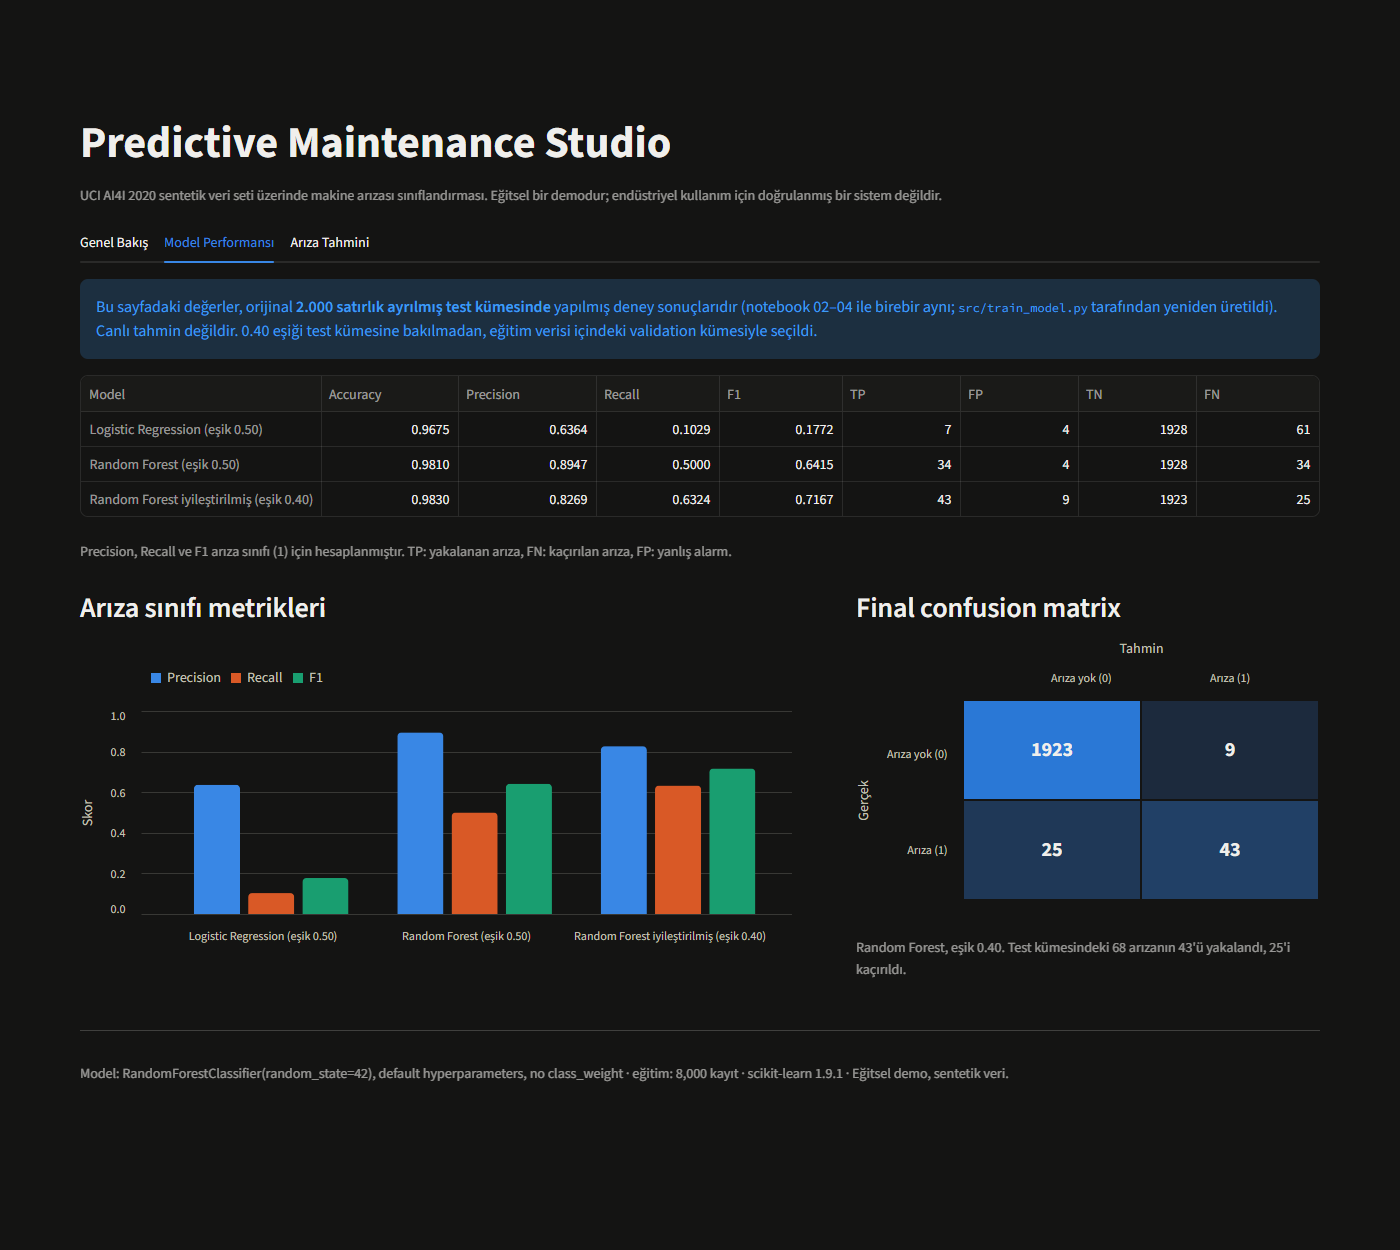 Predictive Maintenance Studio
UCI AI4I 2020 sentetik veri seti üzerinde makine arızası sınıflandırması. Eğitsel bir demodur; endüstriyel kullanım için doğrulanmış bir sistem değildir.
Genel Bakış Model Performansı Arıza Tahmini
Bu sayfadaki değerler, orijinal 2.000 satırlık ayrılmış test kümesinde yapılmış deney sonuçlarıdır (notebook 02–04 ile birebir aynı; src/train_model.py tarafından yeniden üretildi).
Canlı tahmin değildir. 0.40 eşiği test kümesine bakılmadan, eğitim verisi içindeki validation kümesiyle seçildi.
Model Accuracy Precision Recall F1 TP FP TN FN
Logistic Regression (eşik 0.50) 0.9675 0.6364 0.1029 0.1772 7 4 1928 61
Random Forest (eşik 0.50) 0.9810 0.8947 0.5000 0.6415 34 4 1928 34
Random Forest iyileştirilmiş (eşik 0.40) 0.9830 0.8269 0.6324 0.7167 43 9 1923 25
Precision, Recall ve F1 arıza sınıfı (1) için hesaplanmıştır. TP: yakalanan arıza, FN: kaçırılan arıza, FP: yanlış alarm.
Arıza sınıfı metrikleri
Precision Recall F1
1.0
0.8
0.6
0.4
0.2
0.0
Skor
Logistic Regression (eşik 0.50) Random Forest (eşik 0.50) Random Forest iyileştirilmiş (eşik 0.40)
Final confusion matrix
Tahmin
Arıza yok (0) Arıza (1)
Gerçek
Arıza yok (0) 1923 9
Arıza (1) 25 43
Random Forest, eşik 0.40. Test kümesindeki 68 arızanın 43'ü yakalandı, 25'i
kaçırıldı.
Model: RandomForestClassifier(random_state=42), default hyperparameters, no class_weight · eğitim: 8,000 kayıt · scikit-learn 1.9.1 · Eğitsel demo, sentetik veri.